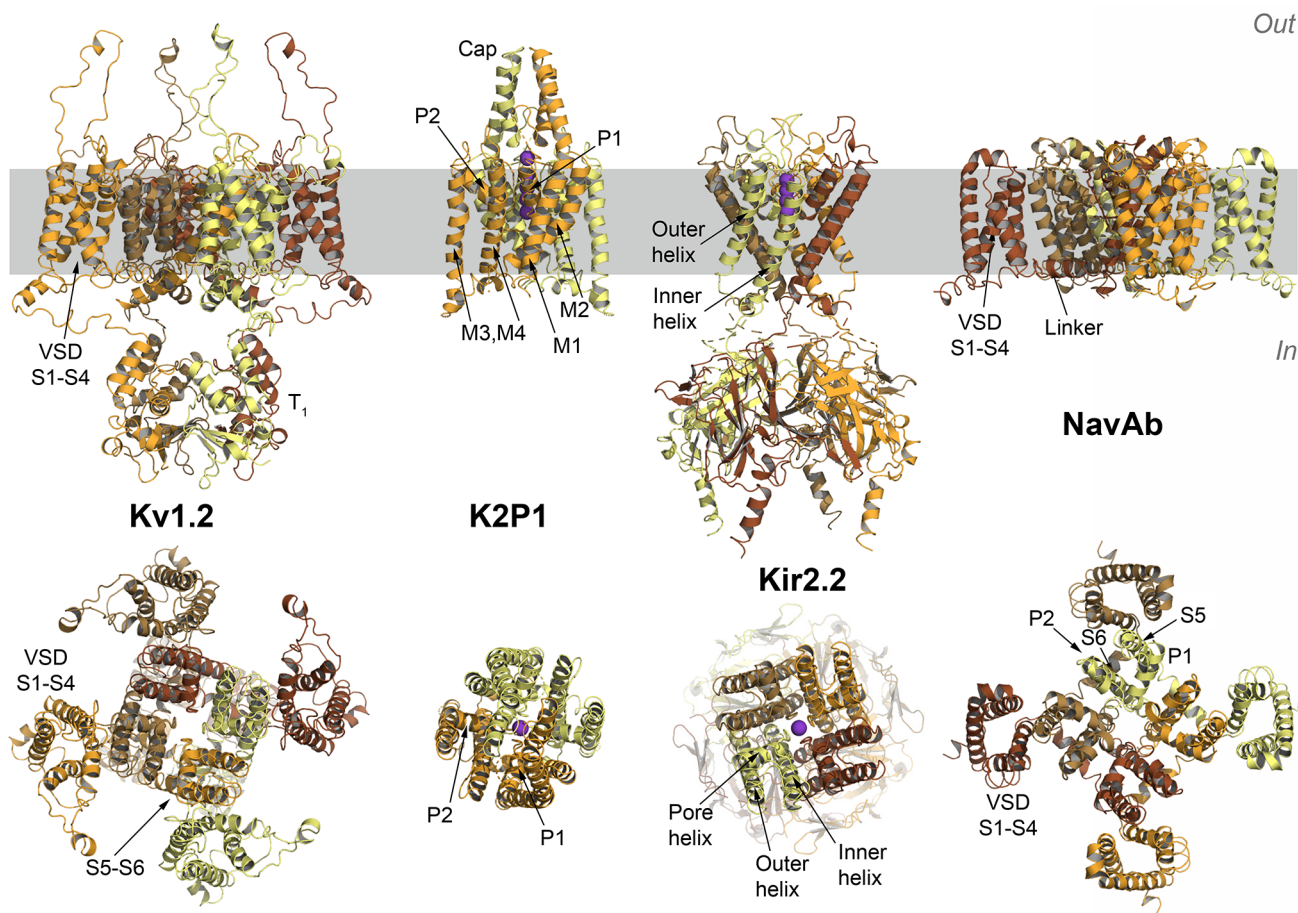 Out
Cap
P2
P1
Outer
helix
Inner
helix
M2
M3,M4
M1
VSD
S1-S4
Linker
VSD
S1-S4
In
T1
NavAb
Kv1.2
K2P1
Kir2.2
P2
S6
S5
P1
VSD
S1-S4
P2
P1
Pore
helix
Outer
helix
Inner
helix
VSD
S1-S4
S5-S6